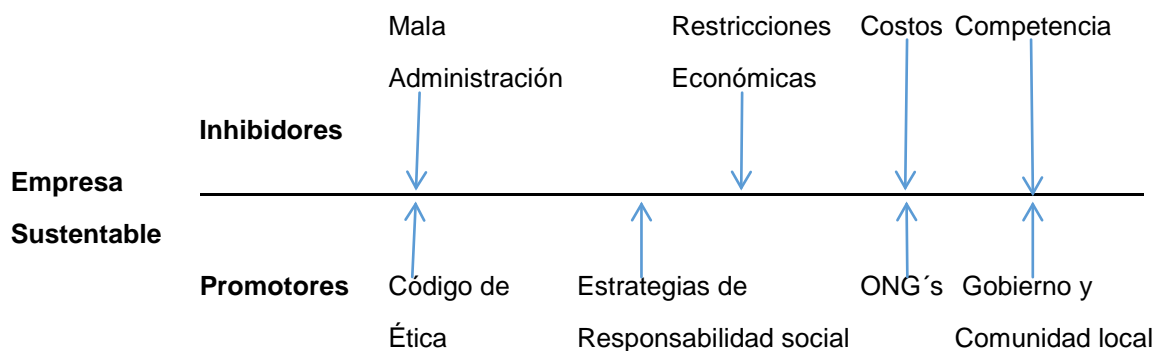 Mala Restricciones Costos Competencia
Administración Económicas
Inhibidores
Empresa
Sustentable
Promotores Código de Estrategias de ONG´s Gobierno y
Ética Responsabilidad social Comunidad local